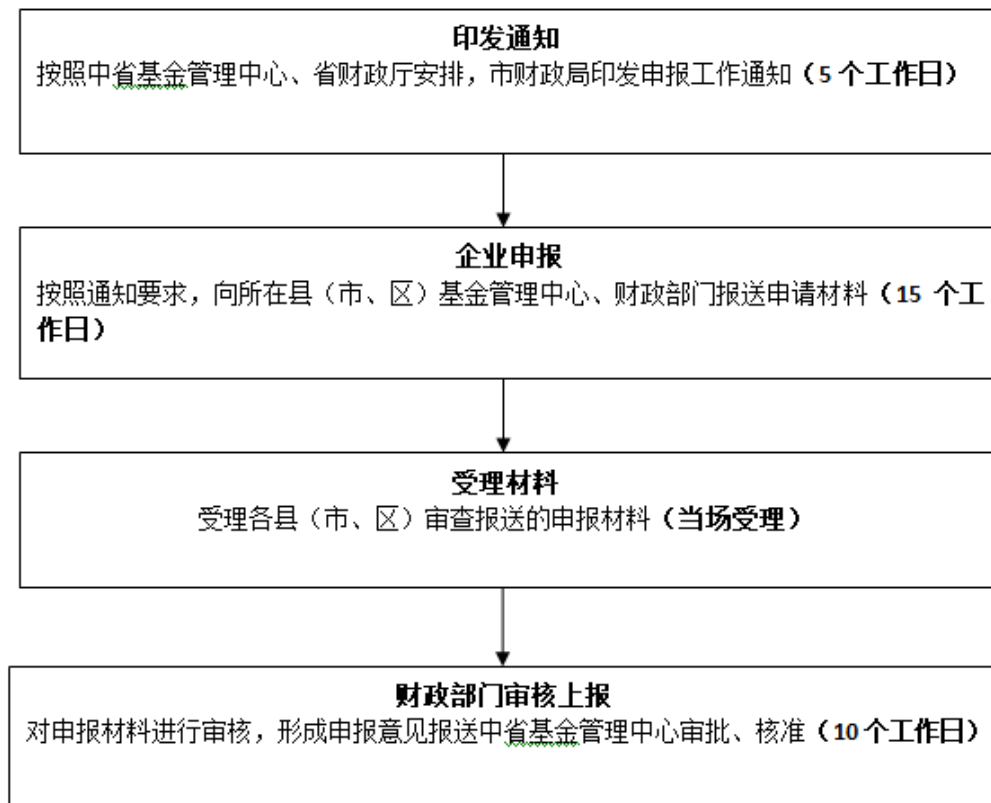 印发通知
按照中省基金管理中心、省财政厅安排，市财政局印发申报工作通知（5 个工作日）
企业申报
按照通知要求，向所在县（市、区）基金管理中心、财政部门报送申请材料（15 个工
作日）
受理材料
受理各县（市、区）审查报送的申报材料（当场受理）
财政部门审核上报
对申报材料进行审核，形成申报意见报送中省基金管理中心审批、核准（10 个工作日）